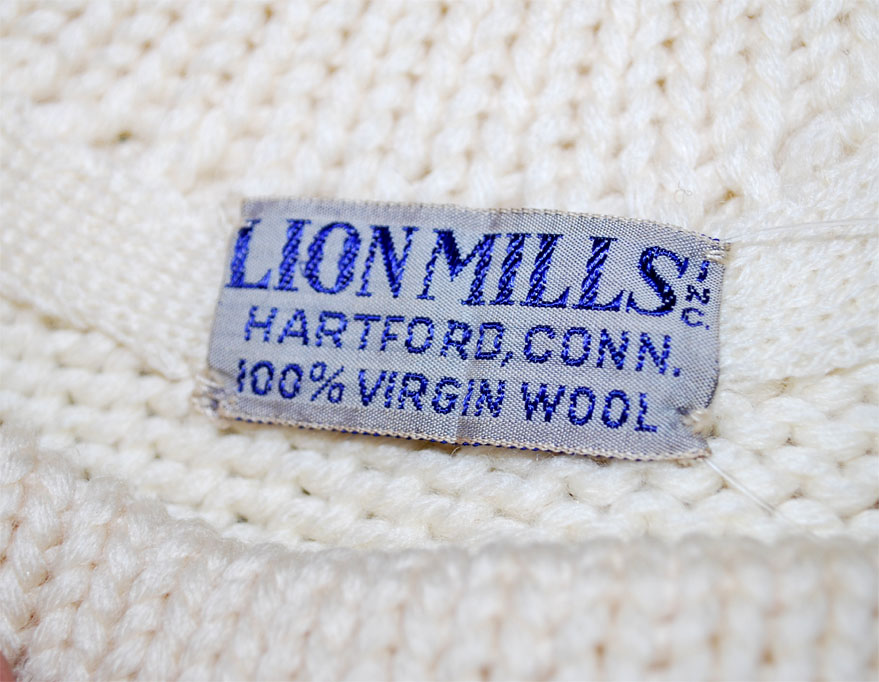 LION MILLS INC.
HARTFORD, CONN.
100% VIRGIN WOOL